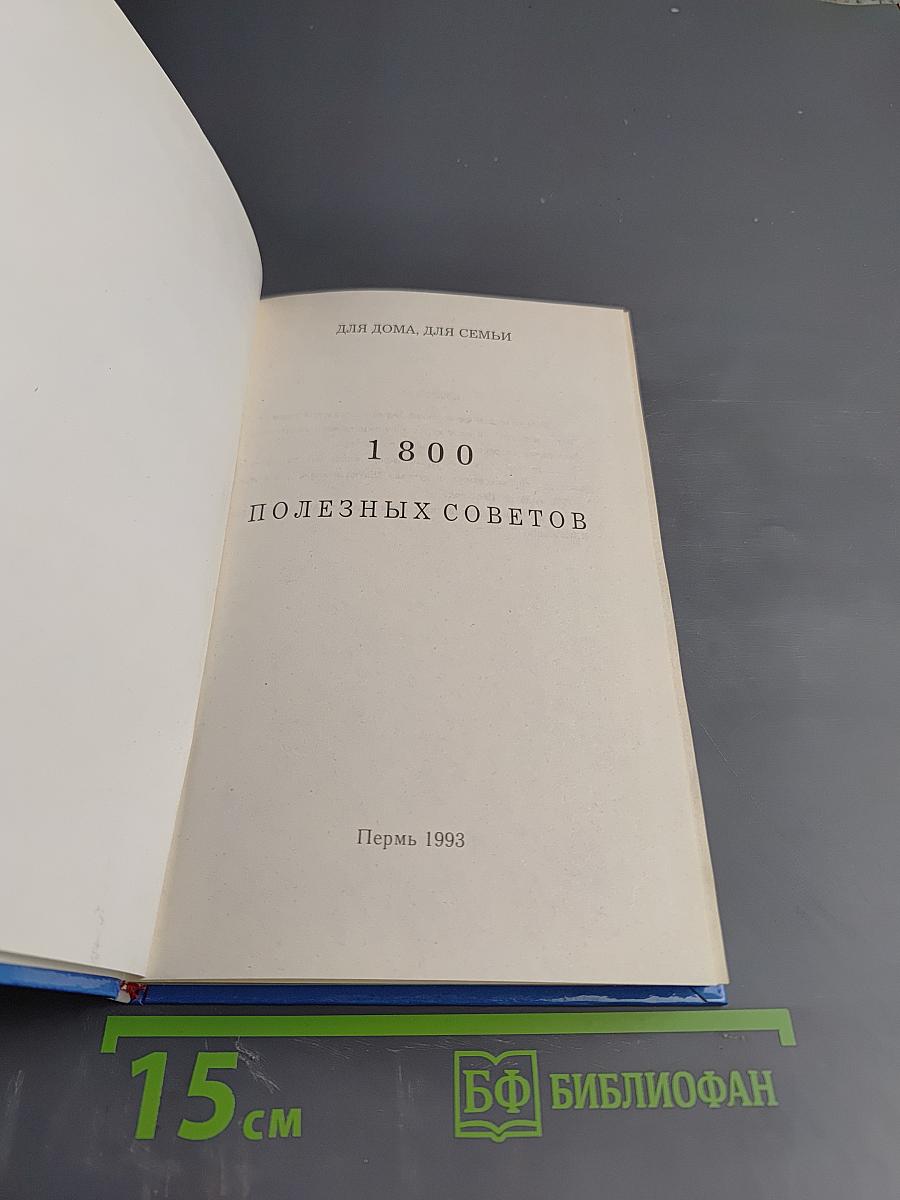 ДЛЯ ДОМА, ДЛЯ СЕМЬИ
1800
ПОЛЕЗНЫХ СОВЕТОВ
Пермь 1993
15 СМ
БФ БИБЛИОФАН